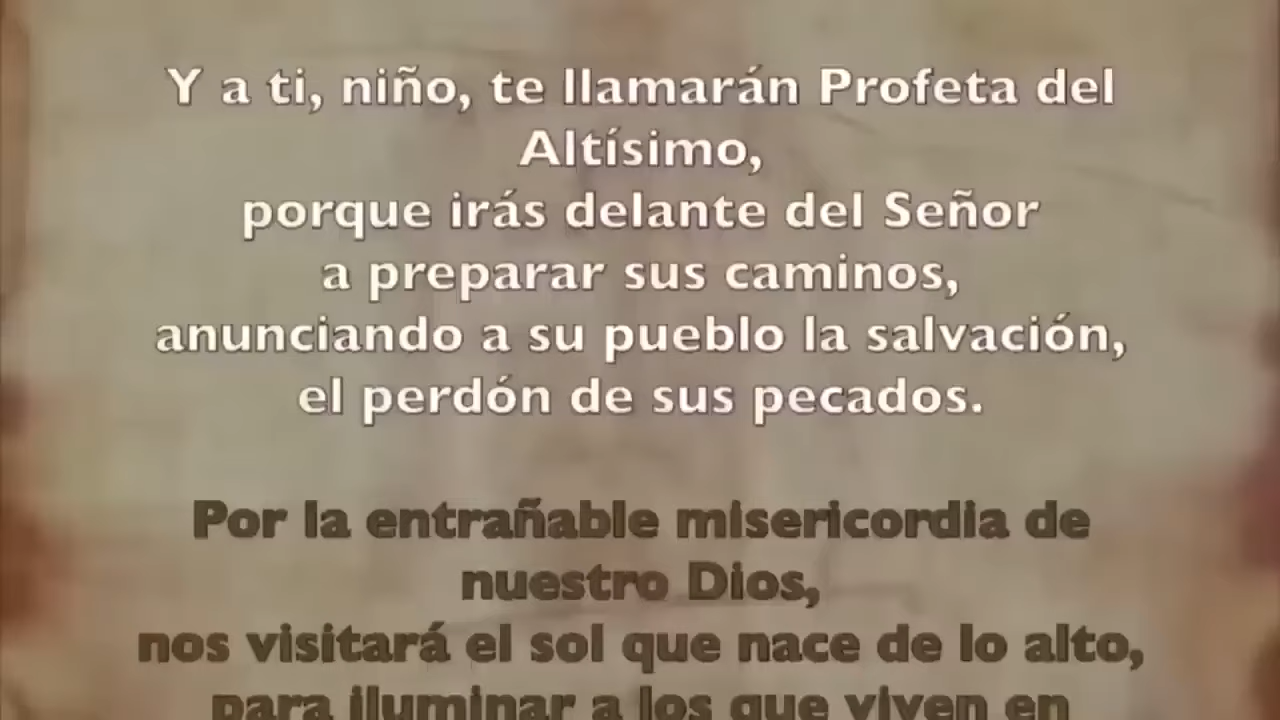 Y a ti, niño, te llamarán Profeta del
Altísimo,
porque irás delante del Señor
a preparar sus caminos,
anunciando a su pueblo la salvación,
el perdón de sus pecados.
Por la entrañable misericordia de
nuestro Dios,
nos visitará el sol que nace de lo alto,
para iluminar a los que viven en